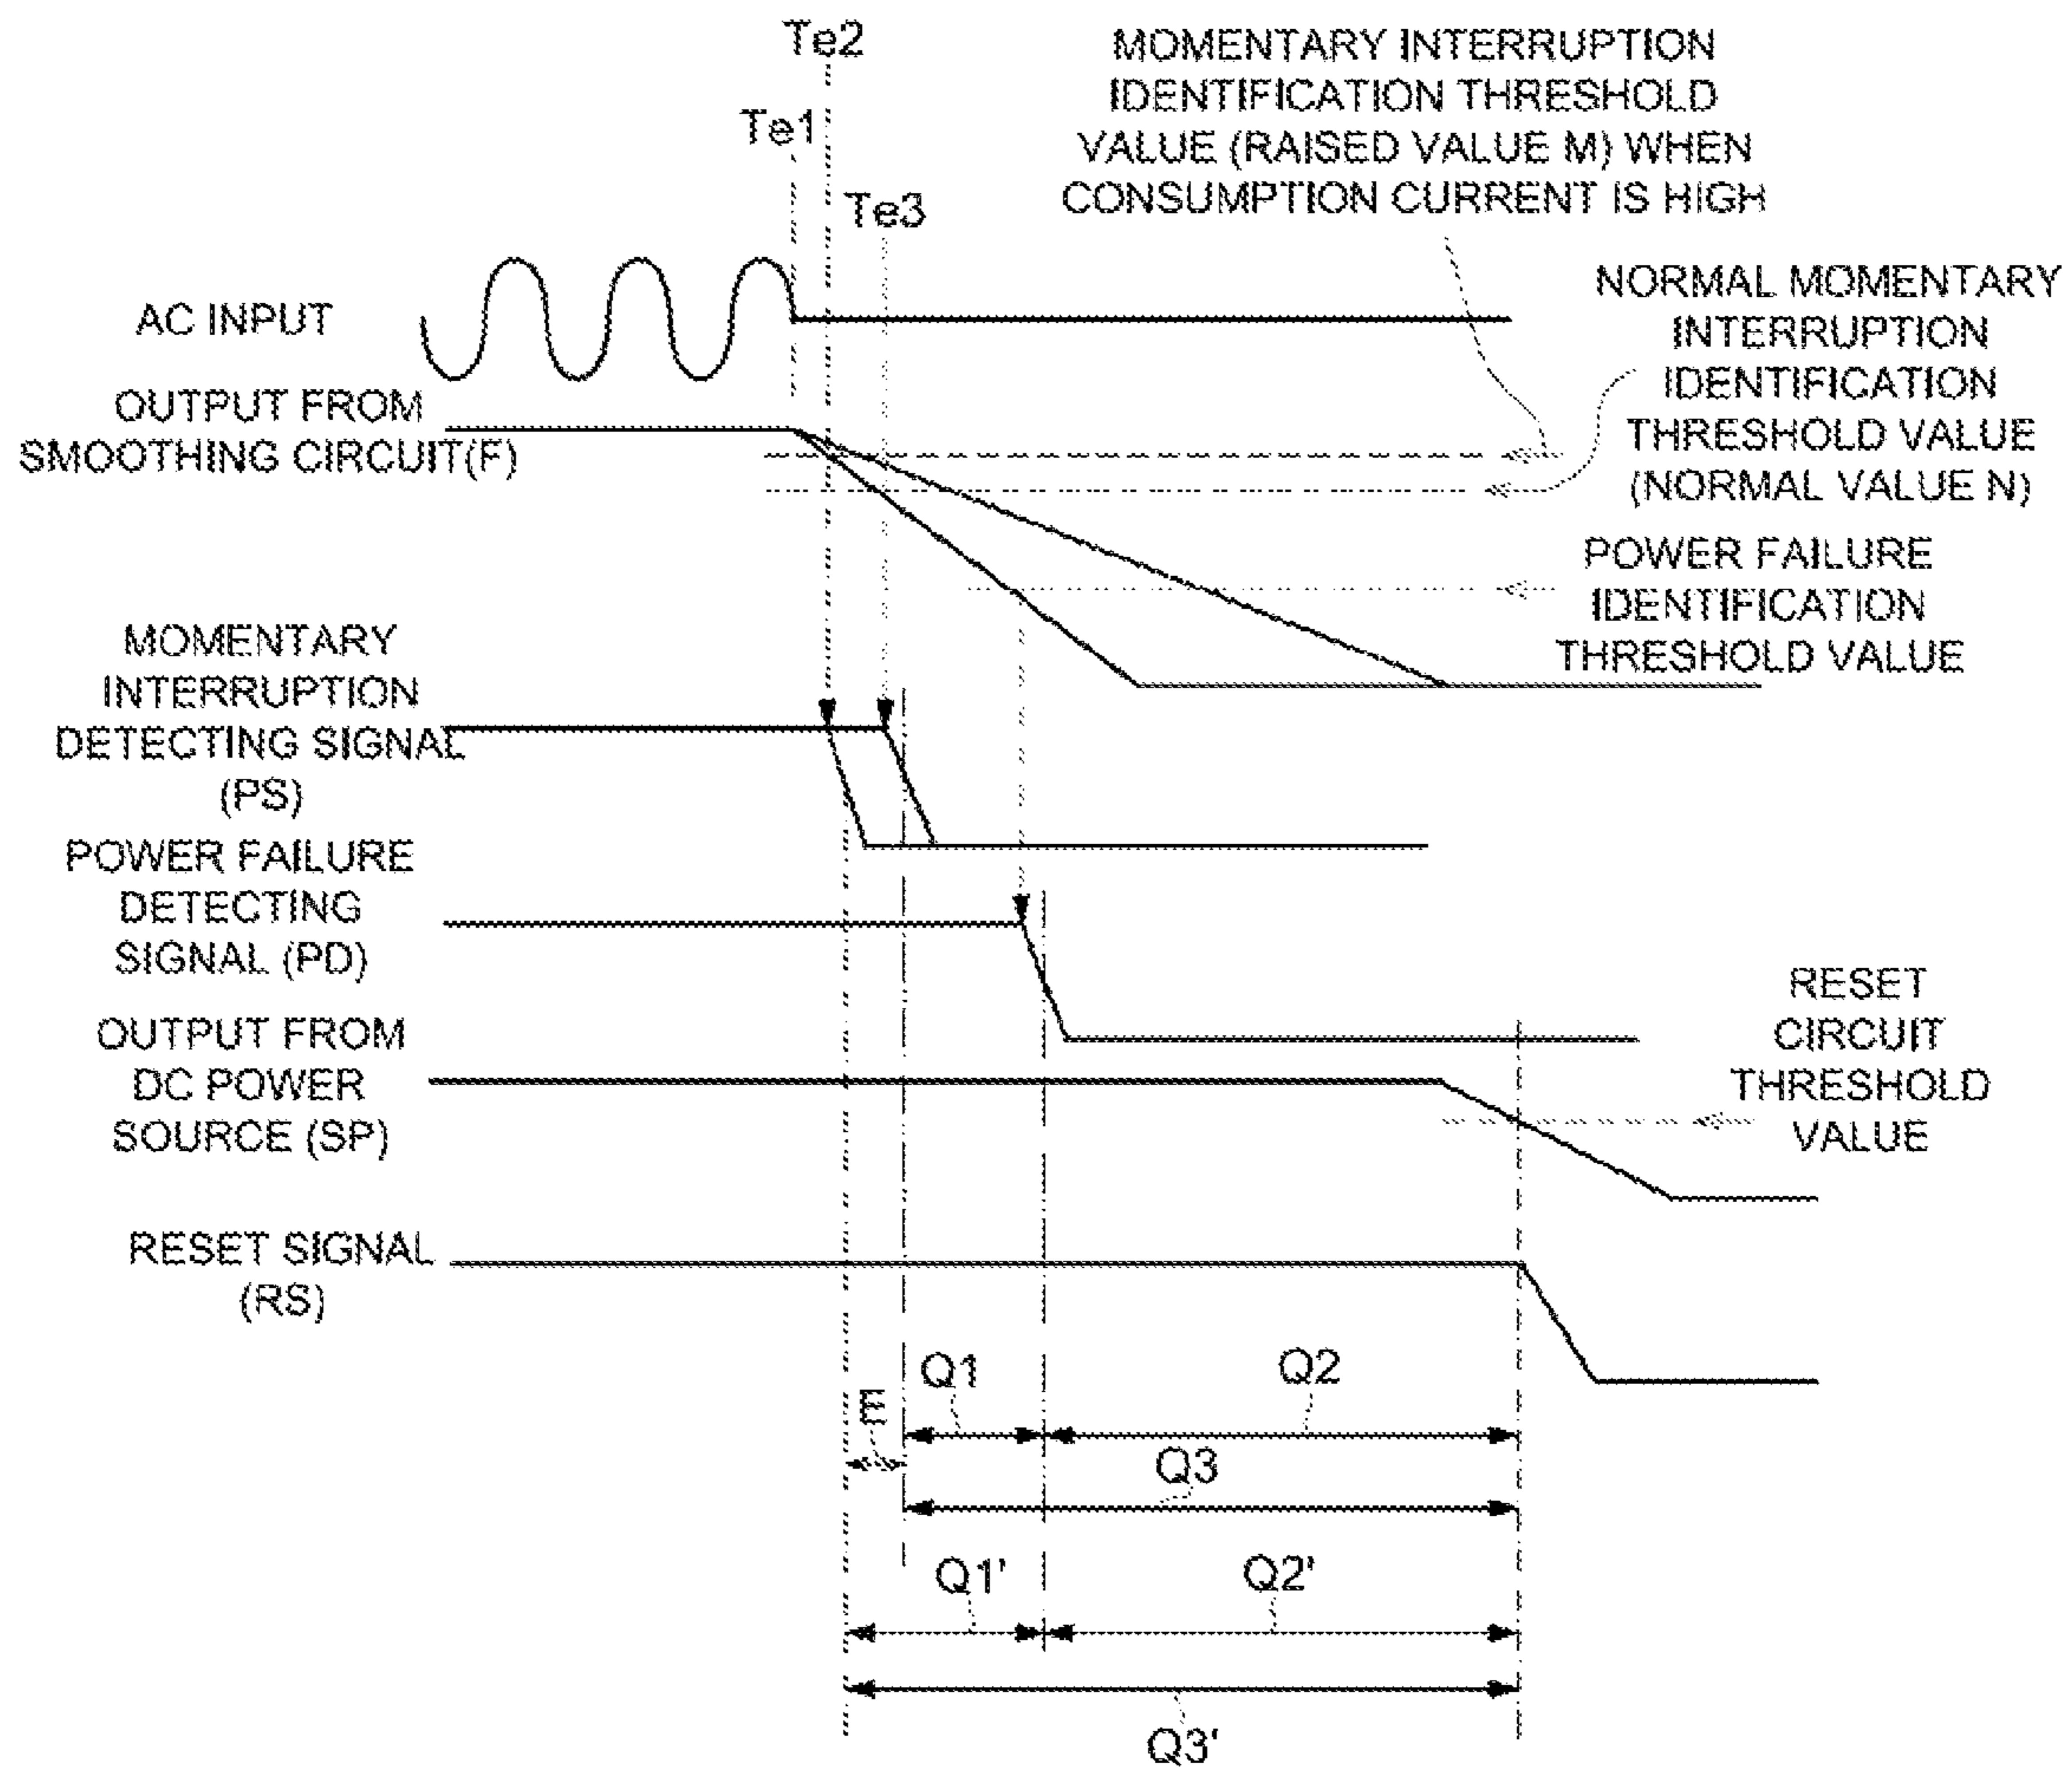 Te2
Te1
Te3
MOMENTARY INTERRUPTION
IDENTIFICATION THRESHOLD
VALUE (RAISED VALUE M) WHEN
CONSUMPTION CURRENT IS HIGH
NORMAL MOMENTARY
INTERRUPTION
IDENTIFICATION
THRESHOLD VALUE
(NORMAL VALUE N)
AC INPUT
OUTPUT FROM
SMOOTHING CIRCUIT(F)
POWER FAILURE
IDENTIFICATION
THRESHOLD VALUE
MOMENTARY
INTERRUPTION
DETECTING SIGNAL
(PS)
POWER FAILURE
DETECTING
SIGNAL (PD)
OUTPUT FROM
DC POWER
SOURCE (SP)
RESET
CIRCUIT
THRESHOLD
VALUE
RESET SIGNAL
(RS)
Q1
Q2
E
Q3
Q1'
Q2'
Q3'